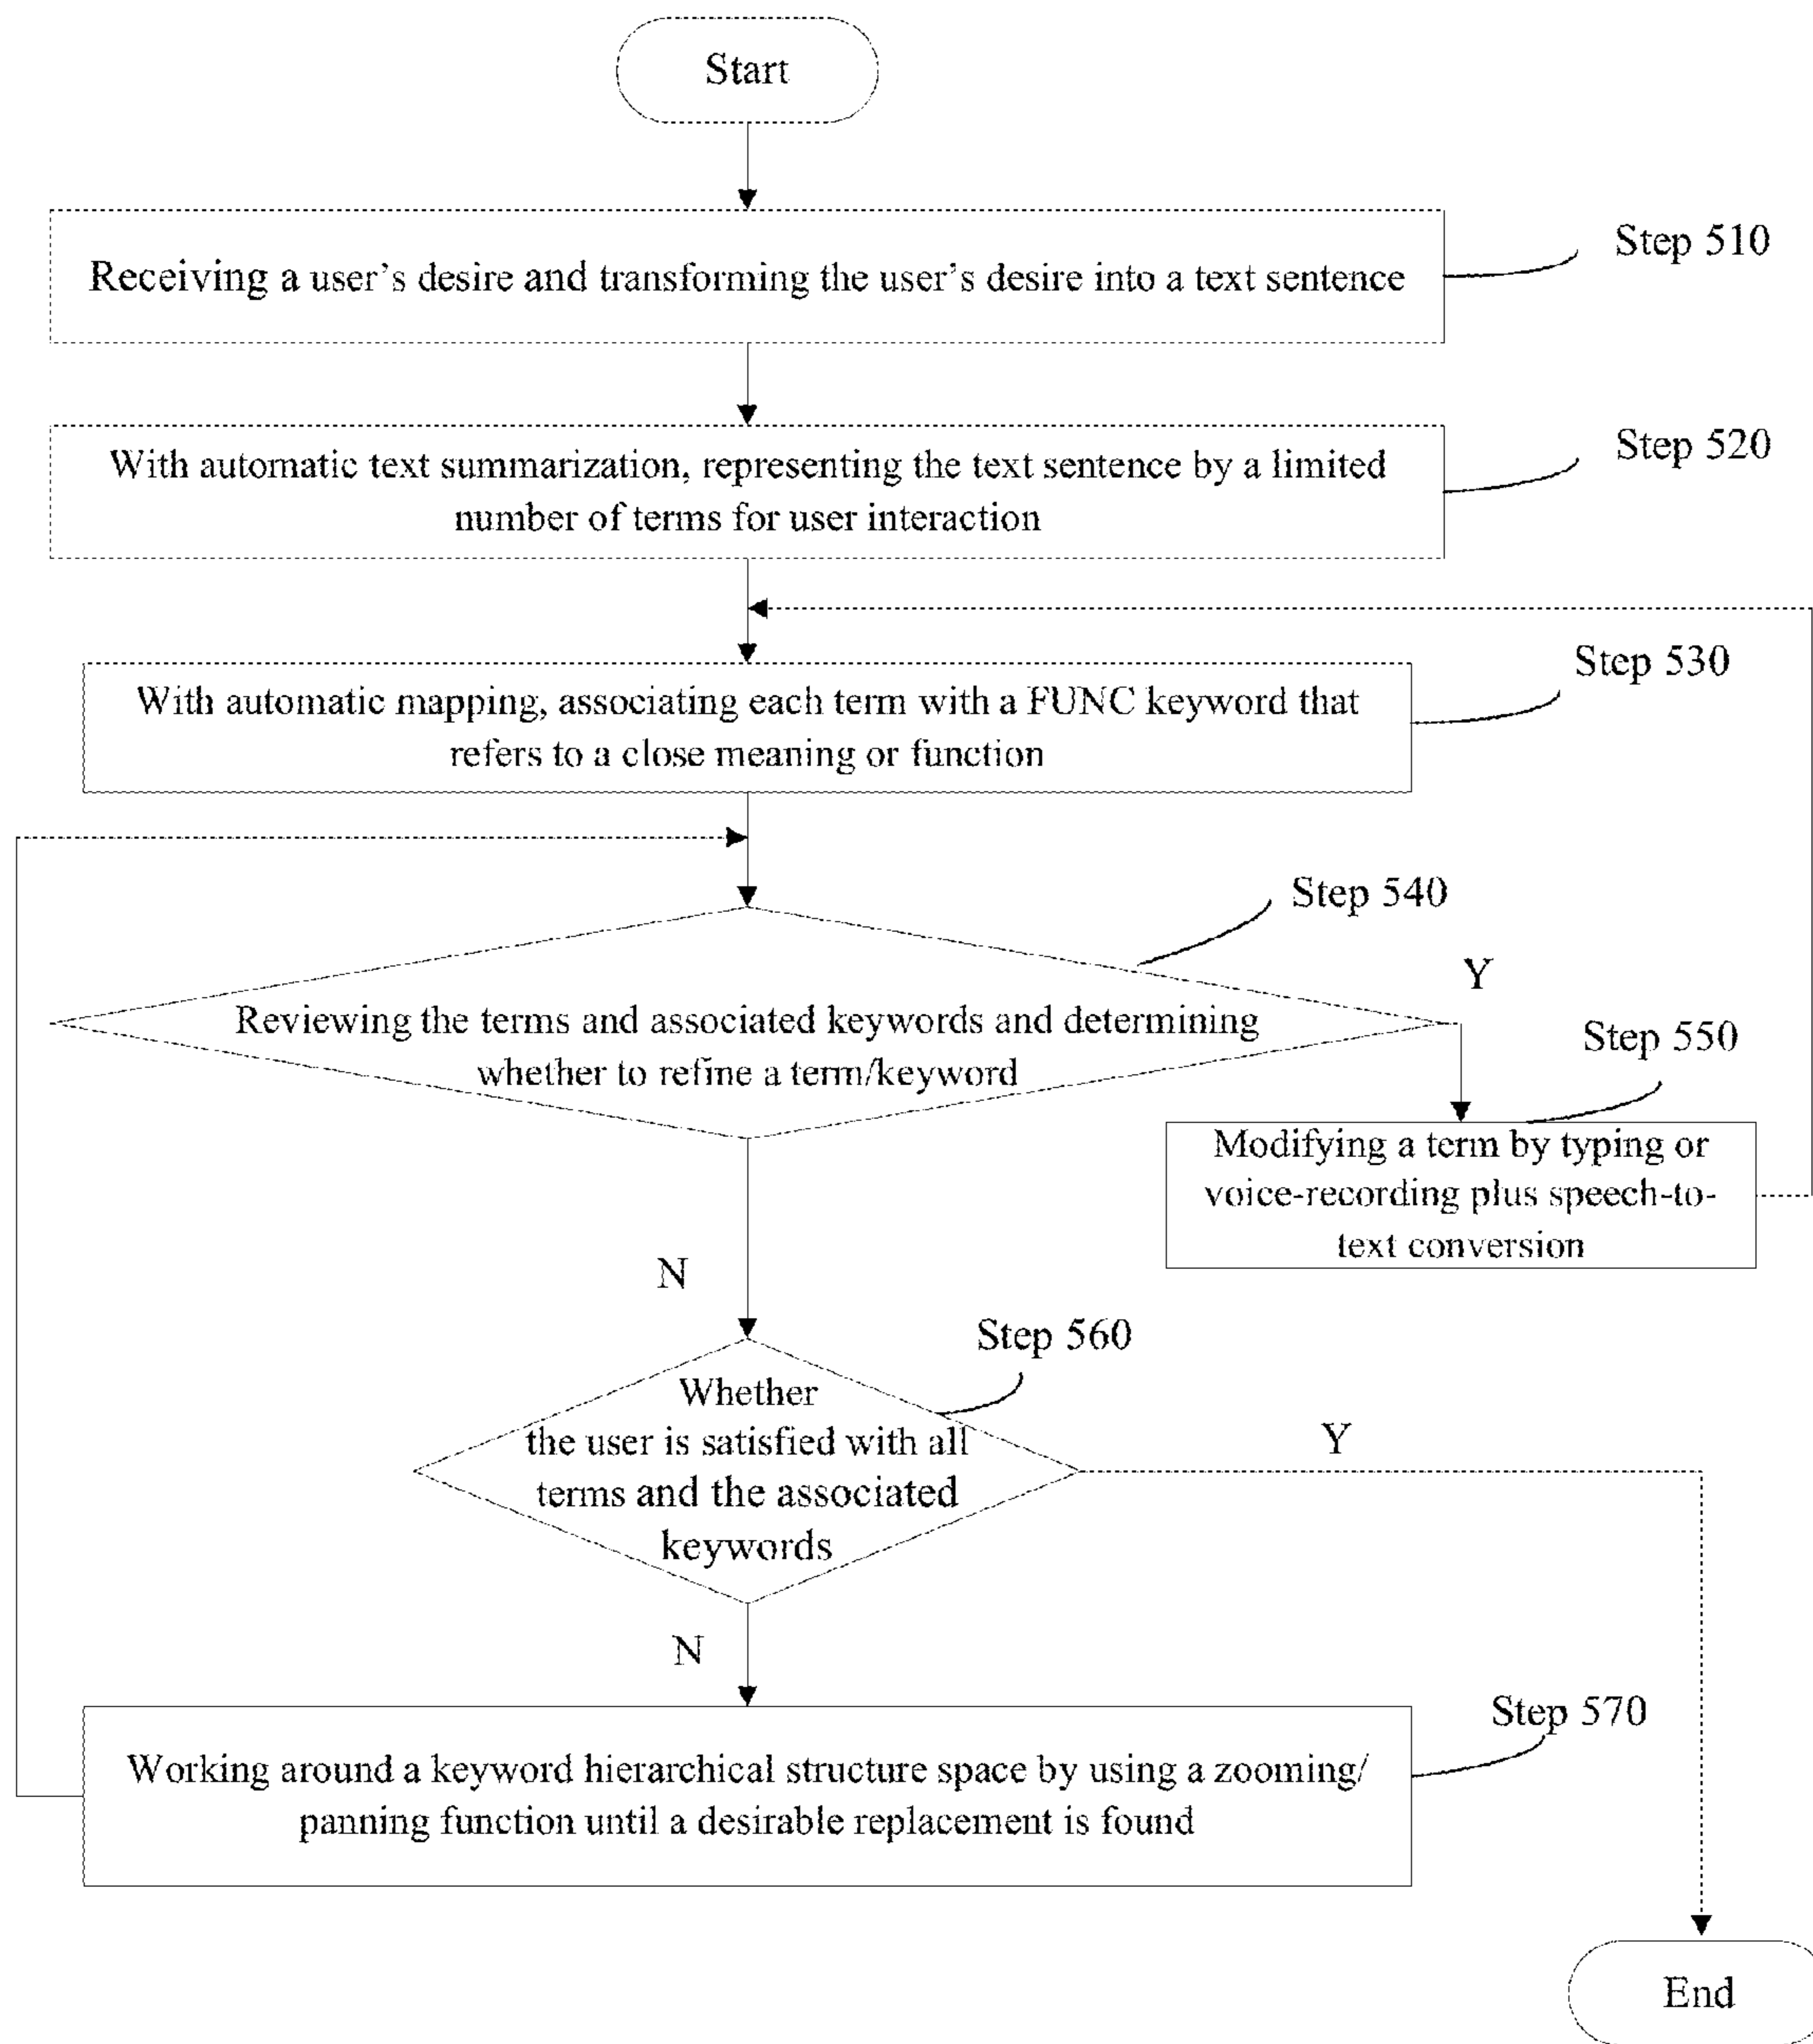 Start
Step 510
Receiving a user’s desire and transforming the user’s desire into a text sentence
Step 520
With automatic text summarization, representing the text sentence by a limited
number of terms for user interaction
Step 530
With automatic mapping, associating each term with a FUNC keyword that
refers to a close meaning or function
Step 540
Y
Reviewing the terms and associated keywords and determining
whether to refine a term/keyword
Step 550
Modifying a term by typing or
voice-recording plus speech-to-
text conversion
N
Step 560
Whether
the user is satisfied with all
terms and the associated
keywords
Y
N
Step 570
Working around a keyword hierarchical structure space by using a zooming/
panning function until a desirable replacement is found
End